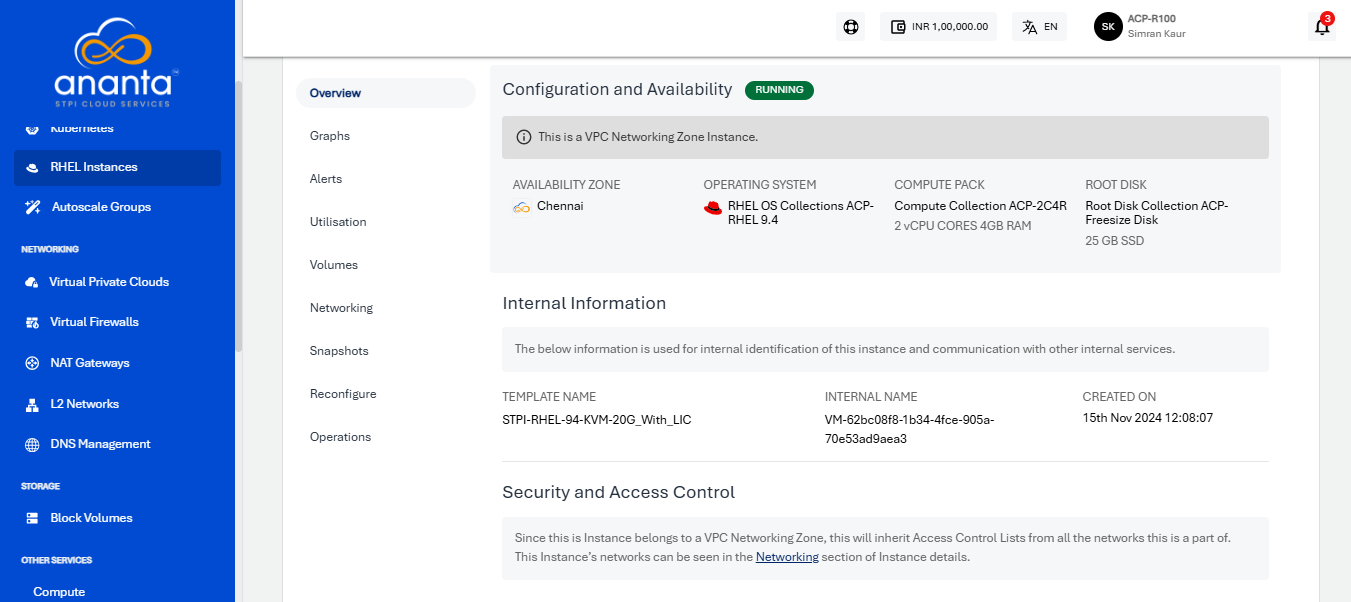 ananta™
STPI CLOUD SERVICES
Kubernetes
RHEL Instances
Autoscale Groups
NETWORKING
Virtual Private Clouds
Virtual Firewalls
NAT Gateways
L2 Networks
DNS Management
STORAGE
Block Volumes
OTHER SERVICES
Compute
INR 1,00,000.00
EN
SK
ACP-R100
Simran Kaur
3
Overview
Graphs
Alerts
Utilisation
Volumes
Networking
Snapshots
Reconfigure
Operations
Configuration and Availability
RUNNING
This is a VPC Networking Zone Instance.
AVAILABILITY ZONE
Chennai
OPERATING SYSTEM
RHEL OS Collections ACP-
RHEL 9.4
COMPUTE PACK
Compute Collection ACP-2C4R
2 vCPU CORES 4GB RAM
ROOT DISK
Root Disk Collection ACP-
Freesize Disk
25 GB SSD
Internal Information
The below information is used for internal identification of this instance and communication with other internal services.
TEMPLATE NAME
STPI-RHEL-94-KVM-20G_With_LIC
INTERNAL NAME
VM-62bc08f8-1b34-4fce-905a-
70e53ad9aea3
CREATED ON
15th Nov 2024 12:08:07
Security and Access Control
Since this is Instance belongs to a VPC Networking Zone, this will inherit Access Control Lists from all the networks this is a part of.
This Instance's networks can be seen in the Networking section of Instance details.